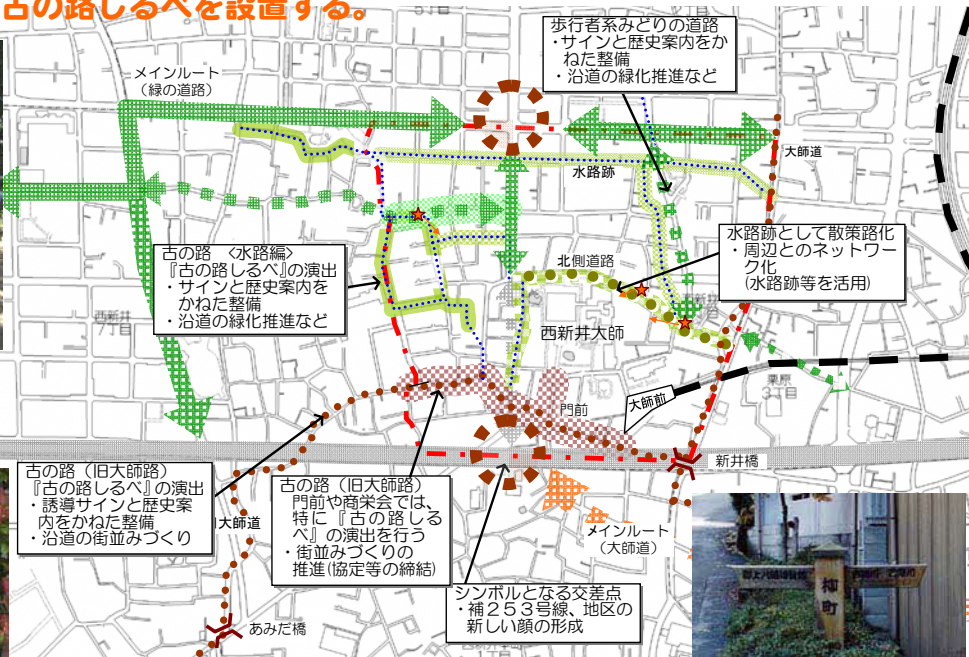 古の路しるべを設置する。
歩行者系みどりの道路
・サインと歴史案内をか
ねた整備
・沿道の緑化推進など
メインルート
(緑の道路)
大師道
水路跡
水路跡として散策路化
・周辺とのネットワー
ク化
(水路跡等を活用)
古の路 <水路編>
『古の路しるべ』の演出
・サインと歴史案内を
かねた整備
・沿道の緑化推進など
北側道路
西新井
7丁目
西新井大師
栗原
3丁目
大師前
門前
新井橋
古の路(旧大師路)
『古の路しるべ』の演出
・誘導サインと歴史案
内をかねた整備
・沿道の街並みづくり
古の路(旧大師路)
門前や商栄会では、
特に『古の路しる
べ』の演出を行う
・街並みづくりの
推進(協定等の締結)
大師道
メインルート
(大師道)
シンボルとなる交差点
・補253号線、地区の
新しい顔の形成
あみだ橋
柳町